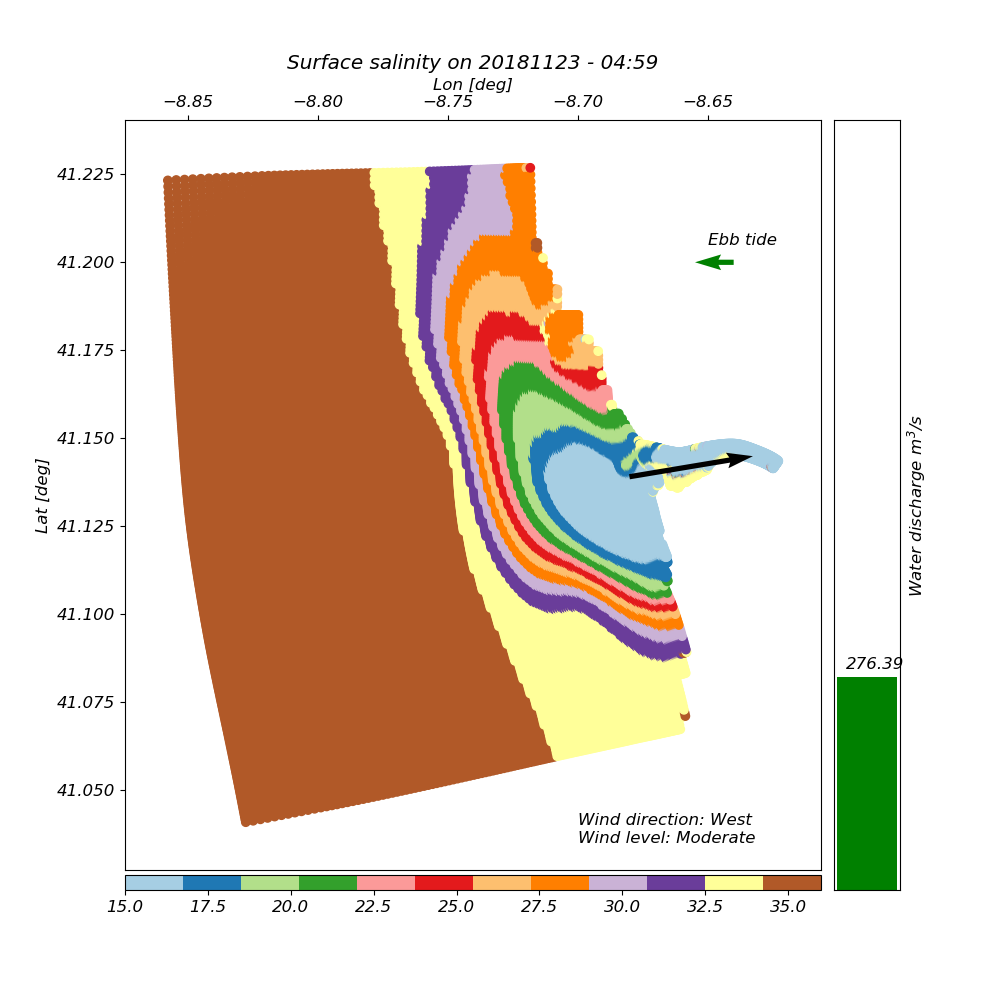 Surface salinity on 20181123 - 04:59
Lon [deg]
−8.85 −8.80 −8.75 −8.70 −8.65
41.225
41.200
41.175
41.150
41.125
41.100
41.075
41.050
Lat [deg]
Ebb tide
Water discharge m³/s
276.39
Wind direction: West
Wind level: Moderate
15.0 17.5 20.0 22.5 25.0 27.5 30.0 32.5 35.0